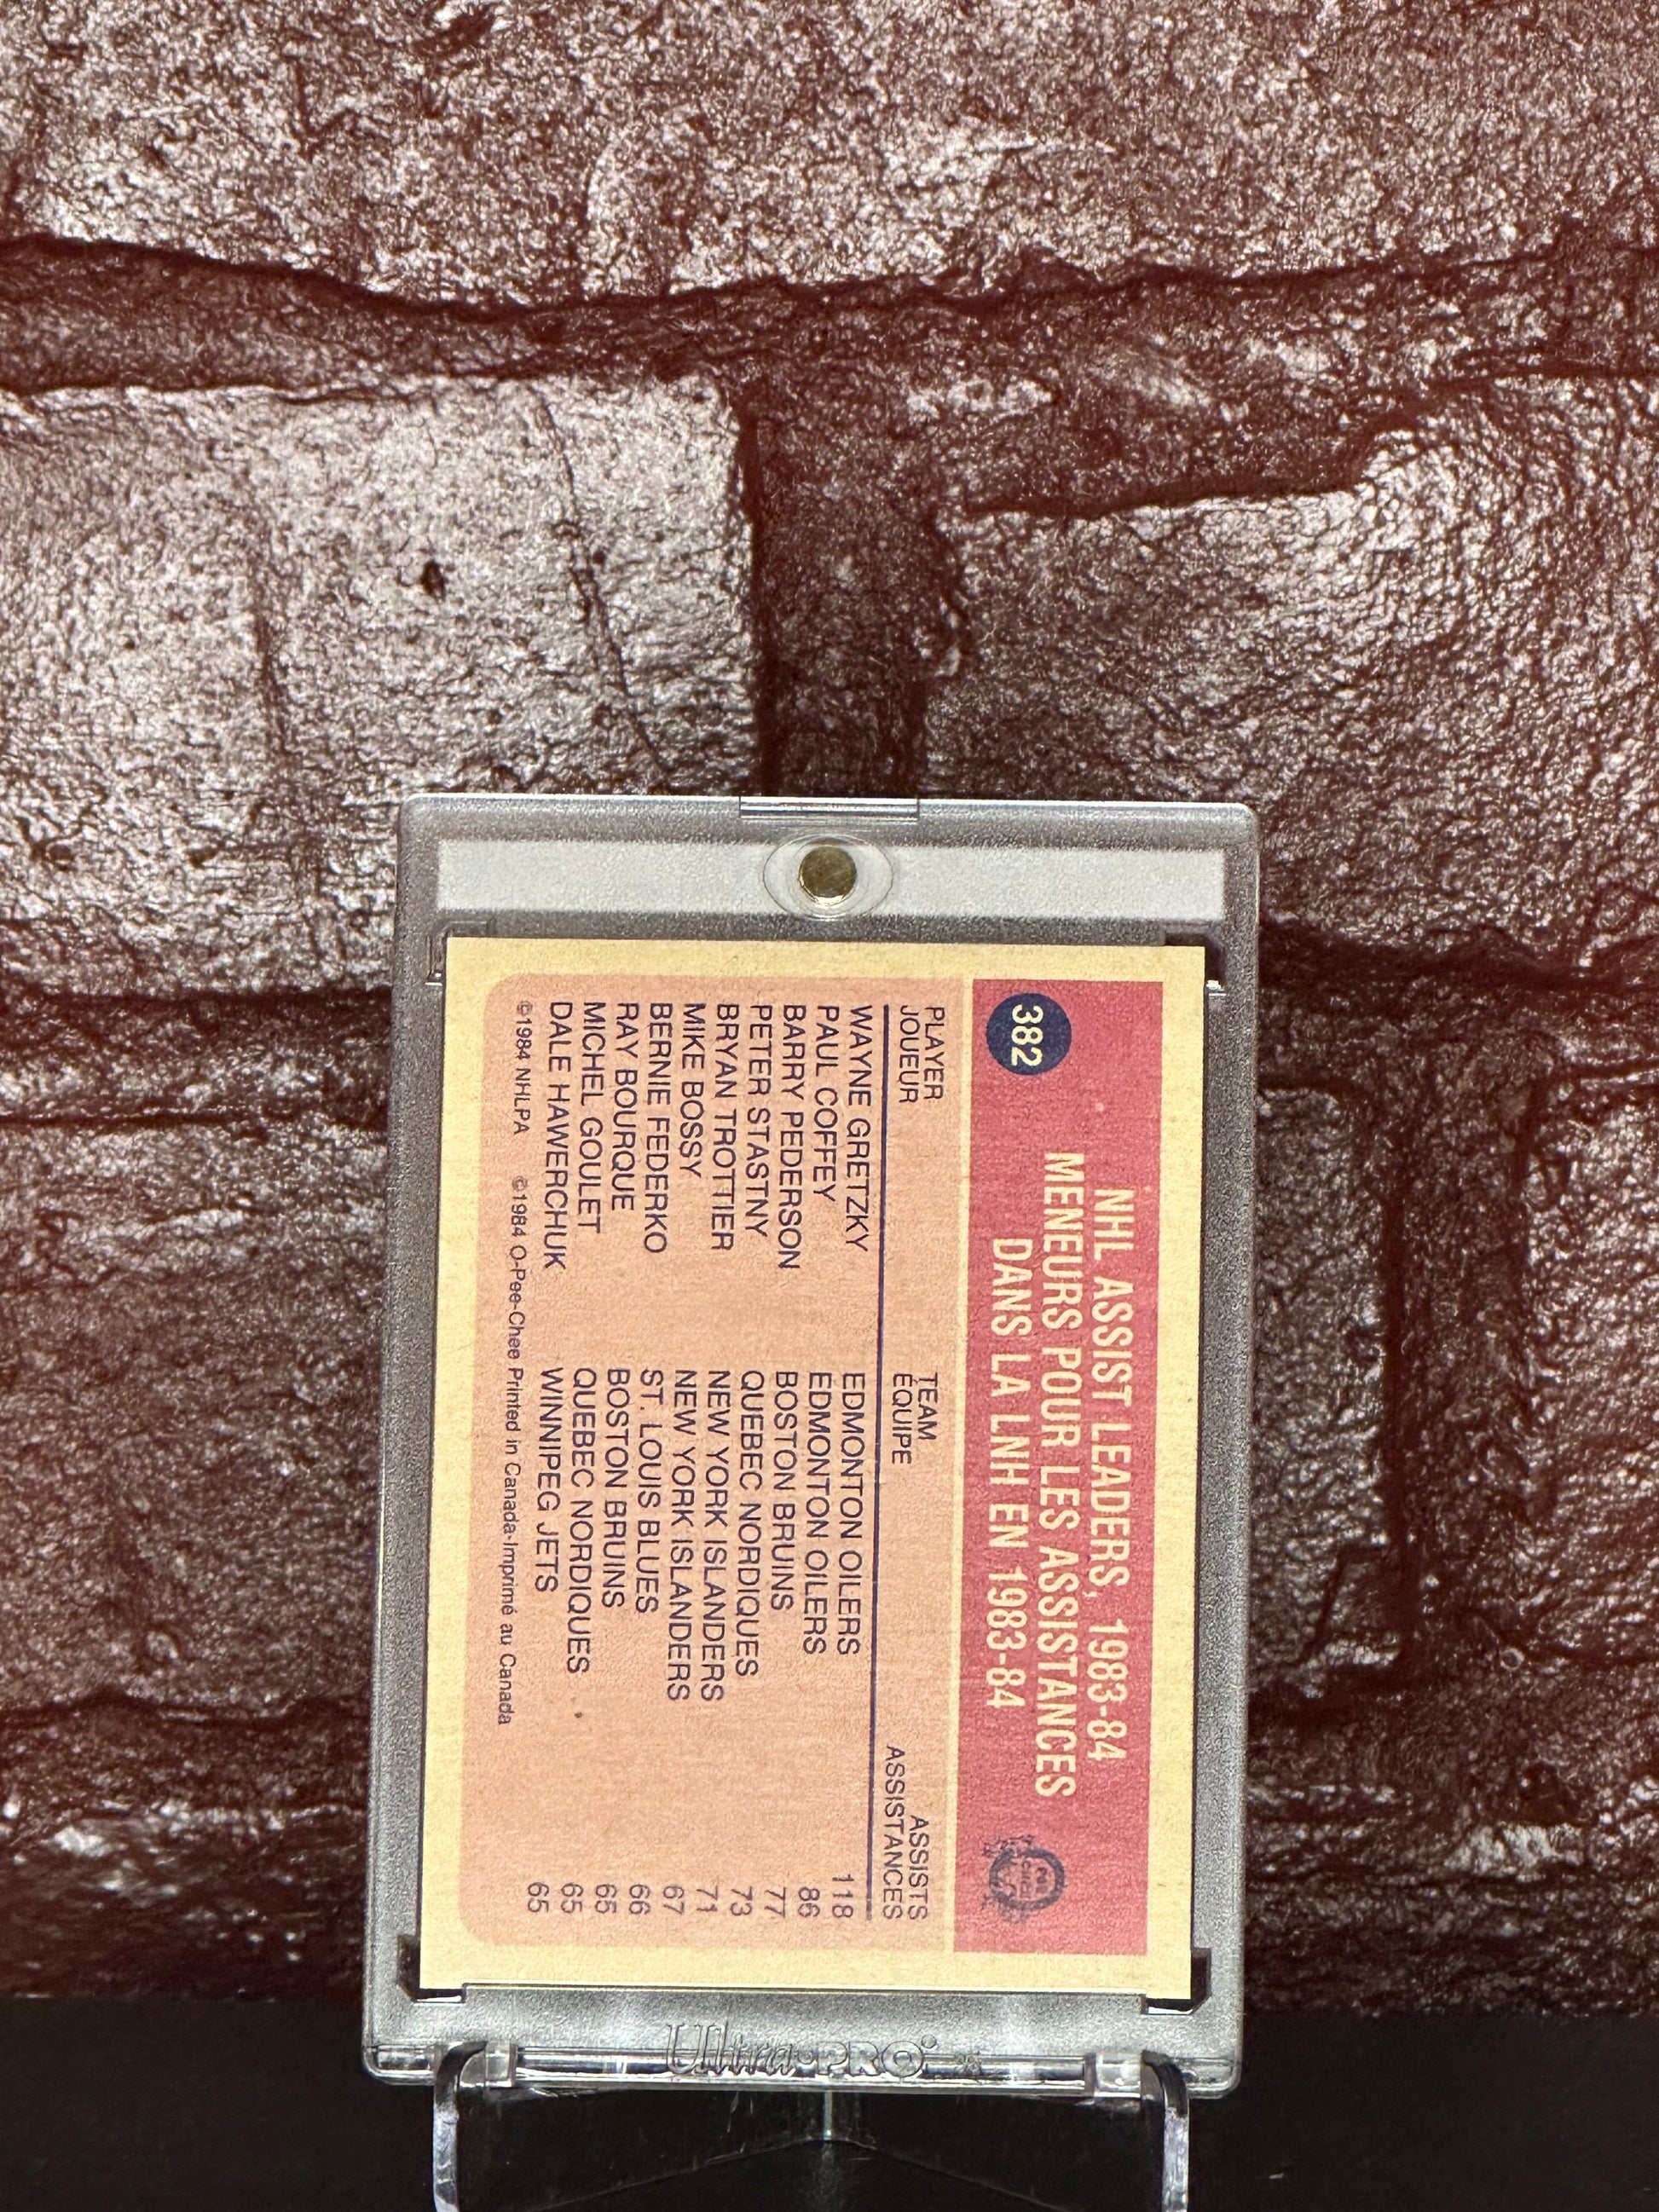 382
NHL ASSIST LEADERS, 1983-84
MENEURS POUR LES ASSISTANCES
DANS LA LNH EN 1983-84
O PEE CHEE
PLAYER TEAM ASSISTS
JOUEUR ÉQUIPE ASSISTANCES
WAYNE GRETZKY EDMONTON OILERS 118
PAUL COFFEY EDMONTON OILERS 86
BARRY PEDERSON BOSTON BRUINS 77
PETER STASTNY QUEBEC NORDIQUES 73
BRYAN TROTTIER NEW YORK ISLANDERS 71
MIKE BOSSY NEW YORK ISLANDERS 67
BERNIE FEDERKO ST. LOUIS BLUES 66
RAY BOURQUE BOSTON BRUINS 65
MICHEL GOULET QUEBEC NORDIQUES 65
DALE HAWERCHUK WINNIPEG JETS 65
©1984 NHLPA ©1984 O-Pee-Chee Printed in Canada-Imprimé au Canada
Ultra•PRO®